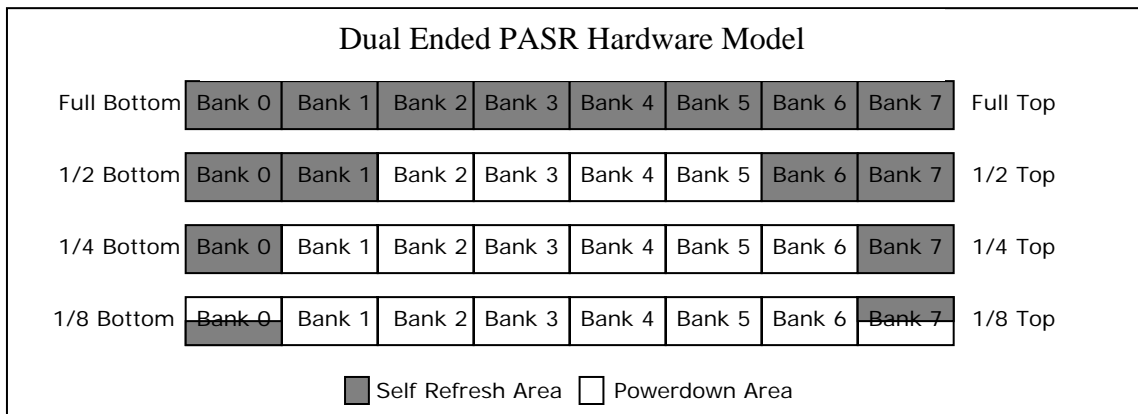 Dual Ended PASR Hardware Model
Full Bottom Bank 0 Bank 1 Bank 2 Bank 3 Bank 4 Bank 5 Bank 6 Bank 7 Full Top
1/2 Bottom Bank 0 Bank 1 Bank 2 Bank 3 Bank 4 Bank 5 Bank 6 Bank 7 1/2 Top
1/4 Bottom Bank 0 Bank 1 Bank 2 Bank 3 Bank 4 Bank 5 Bank 6 Bank 7 1/4 Top
1/8 Bottom Bank 0 Bank 1 Bank 2 Bank 3 Bank 4 Bank 5 Bank 6 Bank 7 1/8 Top
Self Refresh Area Powerdown Area